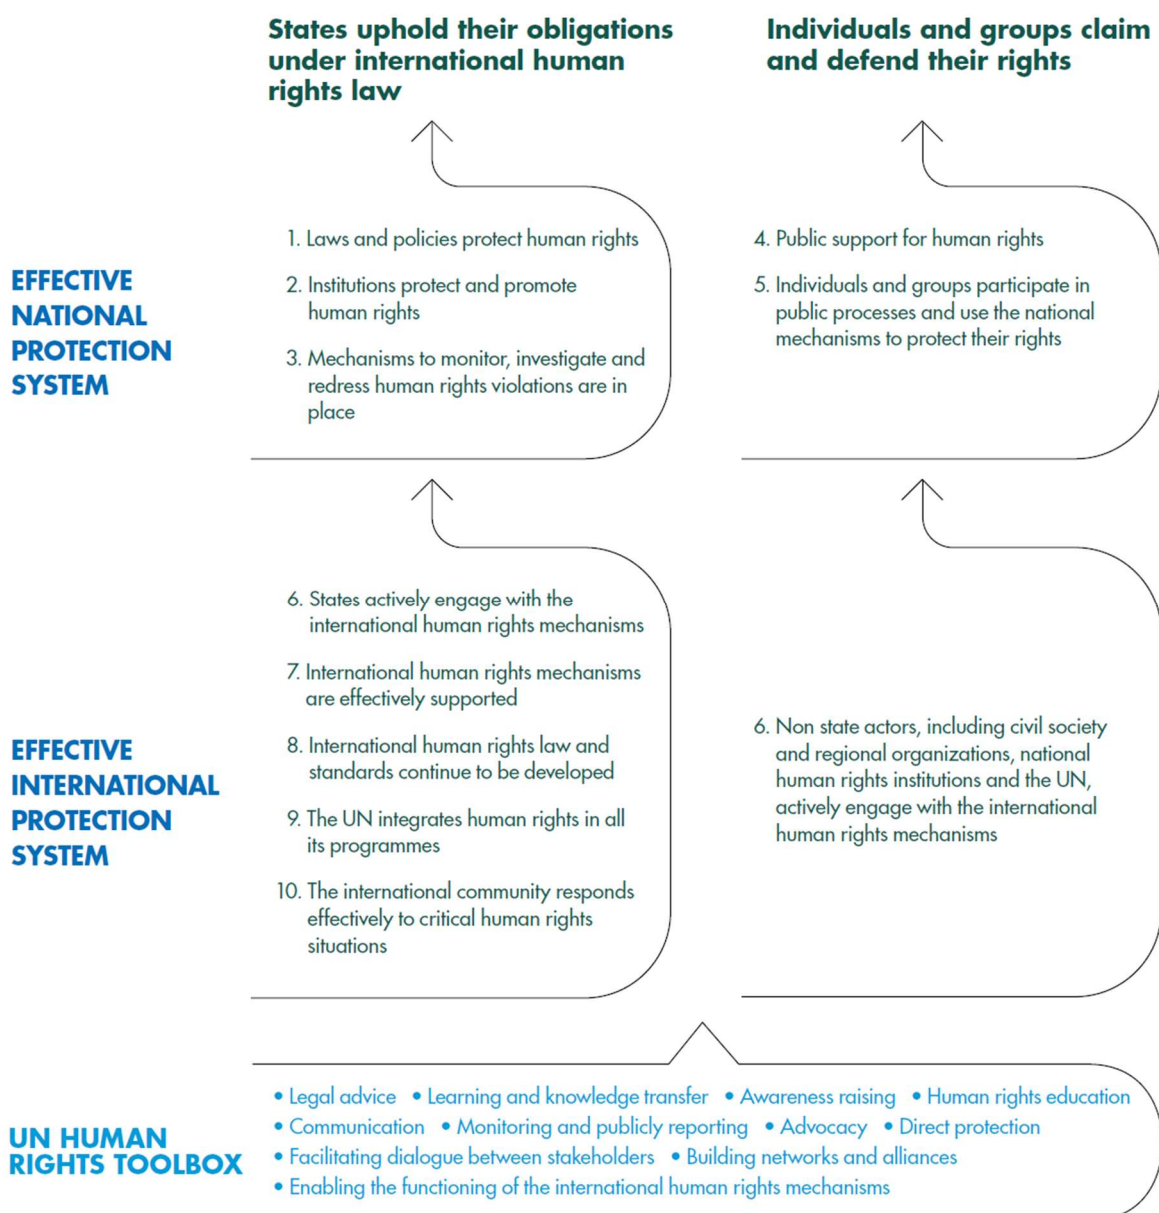 States uphold their obligations
under international human
rights law
Individuals and groups claim
and defend their rights
EFFECTIVE
NATIONAL
PROTECTION
SYSTEM
1. Laws and policies protect human rights
2. Institutions protect and promote
human rights
3. Mechanisms to monitor, investigate and
redress human rights violations are in
place
4. Public support for human rights
5. Individuals and groups participate in
public processes and use the national
mechanisms to protect their rights
EFFECTIVE
INTERNATIONAL
PROTECTION
SYSTEM
6. States actively engage with the
international human rights mechanisms
7. International human rights mechanisms
are effectively supported
8. International human rights law and
standards continue to be developed
9. The UN integrates human rights in all
its programmes
10. The international community responds
effectively to critical human rights
situations
6. Non state actors, including civil society
and regional organizations, national
human rights institutions and the UN,
actively engage with the international
human rights mechanisms
UN HUMAN
RIGHTS TOOLBOX
• Legal advice • Learning and knowledge transfer • Awareness raising • Human rights education
• Communication • Monitoring and publicly reporting • Advocacy • Direct protection
• Facilitating dialogue between stakeholders • Building networks and alliances
• Enabling the functioning of the international human rights mechanisms